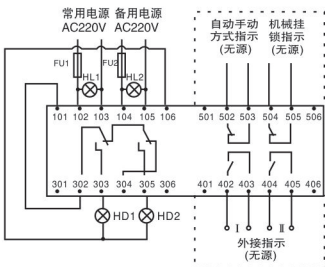 常用电源 备用电源
AC220V AC220V
自动手动 机械挂
方式指示 锁指示
(无源) (无源)
FU1 FU2
HL1 HL2
101 102 103 104 105 106 501 502 503 504 505 506
301 302 303 304 305 306 401 402 403 404 405 406
HD1 HD2
I II
外接指示
(无源)